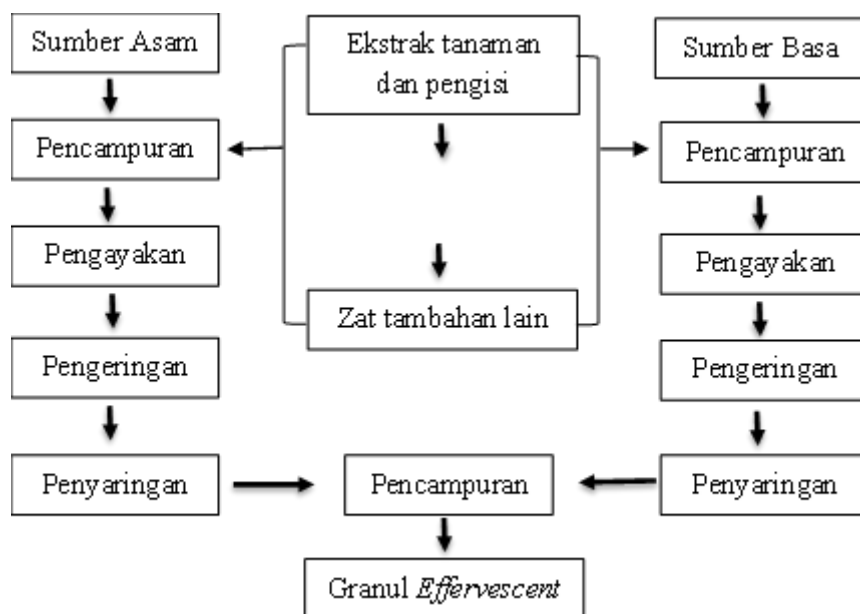 Sumber Asam
Ekstrak tanaman
dan pengisi
Sumber Basa
Pencampuran
Pencampuran
Pengayakan
Pengayakan
Zat tambahan lain
Pengeringan
Pengeringan
Penyaringan
Pencampuran
Penyaringan
Granul Effervescent